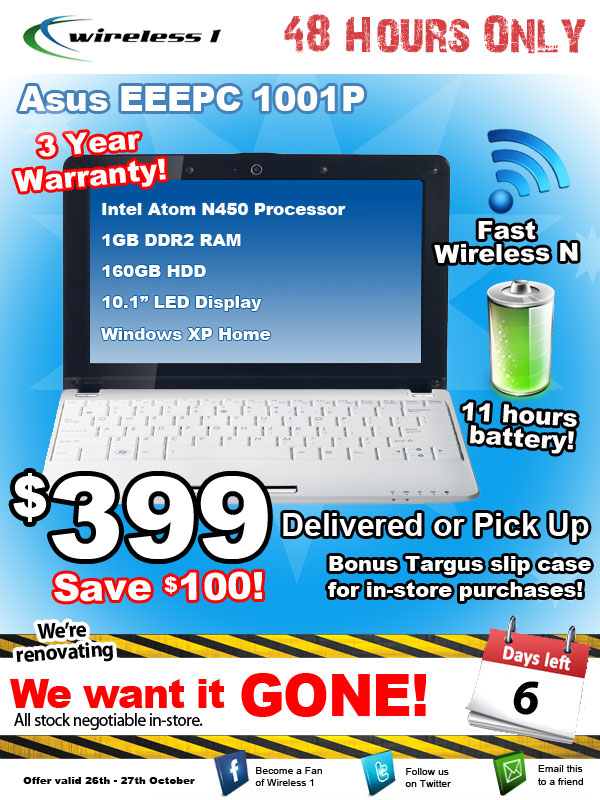 wireless 1
48 HOURS ONLY
Asus EEEPC 1001P
3 Year
Warranty!
Intel Atom N450 Processor
1GB DDR2 RAM
160GB HDD
10.1” LED Display
Windows XP Home
Fast
Wireless N
11 hours
battery!
$399
Delivered or Pick Up
Save $100!
Bonus Targus slip case
for in-store purchases!
We're
renovating
We want it GONE!
All stock negotiable in-store.
Days left
6
Offer valid 26th - 27th October
Become a Fan
of Wireless 1
Follow us
on Twitter
Email this
to a friend